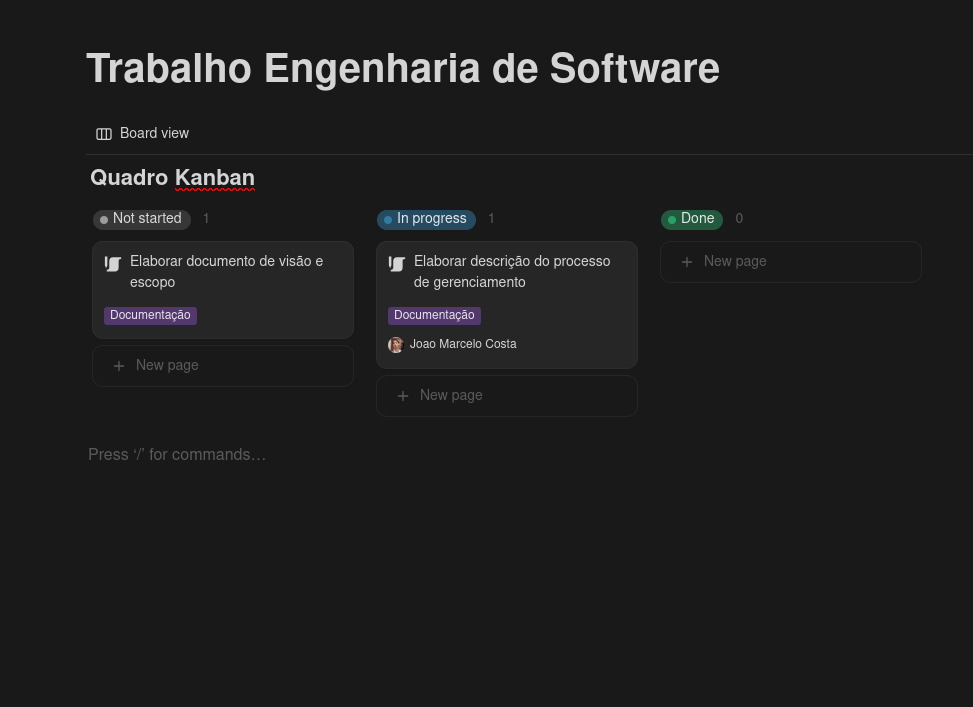 Trabalho Engenharia de Software
Board view
Quadro Kanban
Not started 1
Elaborar documento de visão e
escopo
Documentação
New page
In progress 1
Elaborar descrição do processo
de gerenciamento
Documentação
Joao Marcelo Costa
New page
Done 0
New page
Press ‘/’ for commands…